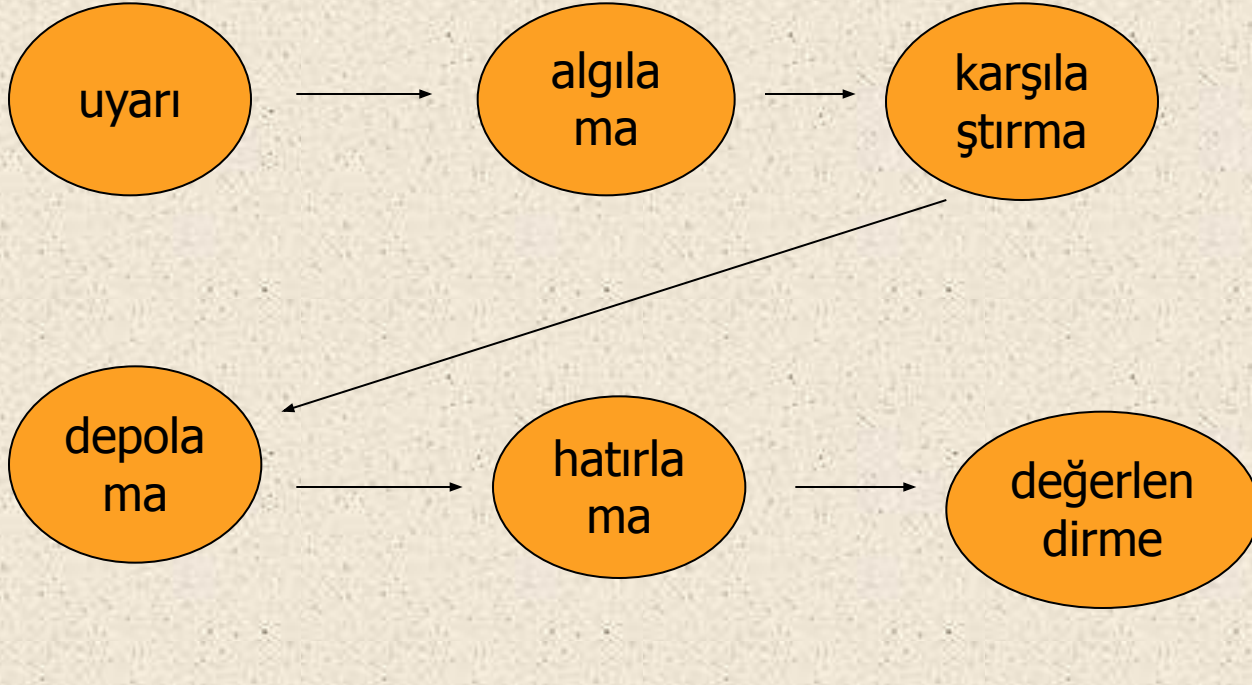 uyarı
algıla
ma
karşıla
ştırma
depola
ma
hatırla
ma
değerlen
dirme